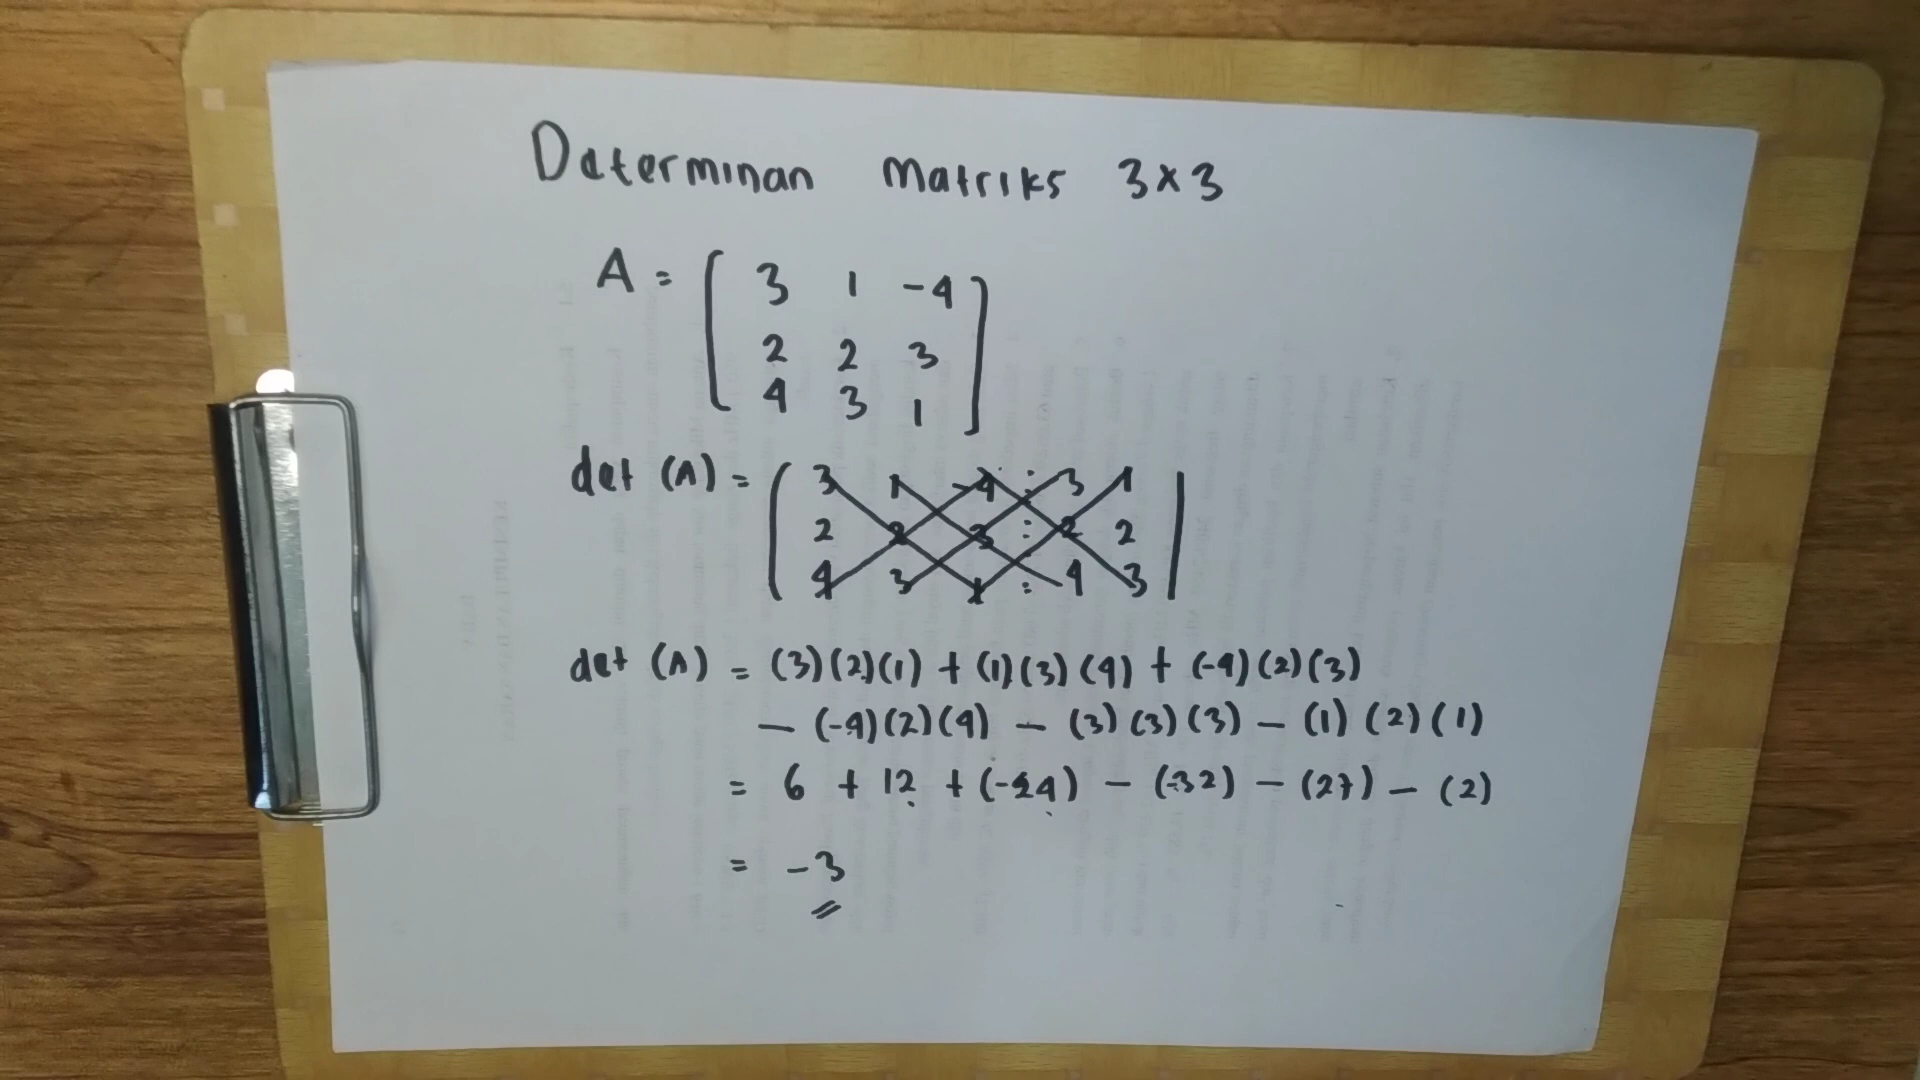 Determinan Matriks 3x3
A = [ 3 1 -4
2 2 3
4 3 1 ]
det (A) = | 3 1 -4 : 3 1 |
2 2 3 : 2 2
4 3 1 : 4 3
det (A) = (3)(2)(1) + (1)(3)(4) + (-4)(2)(3)
- (-4)(2)(4) - (3)(3)(3) - (1)(2)(1)
= 6 + 12 + (-24) - (-32) - (27) - (2)
= -3